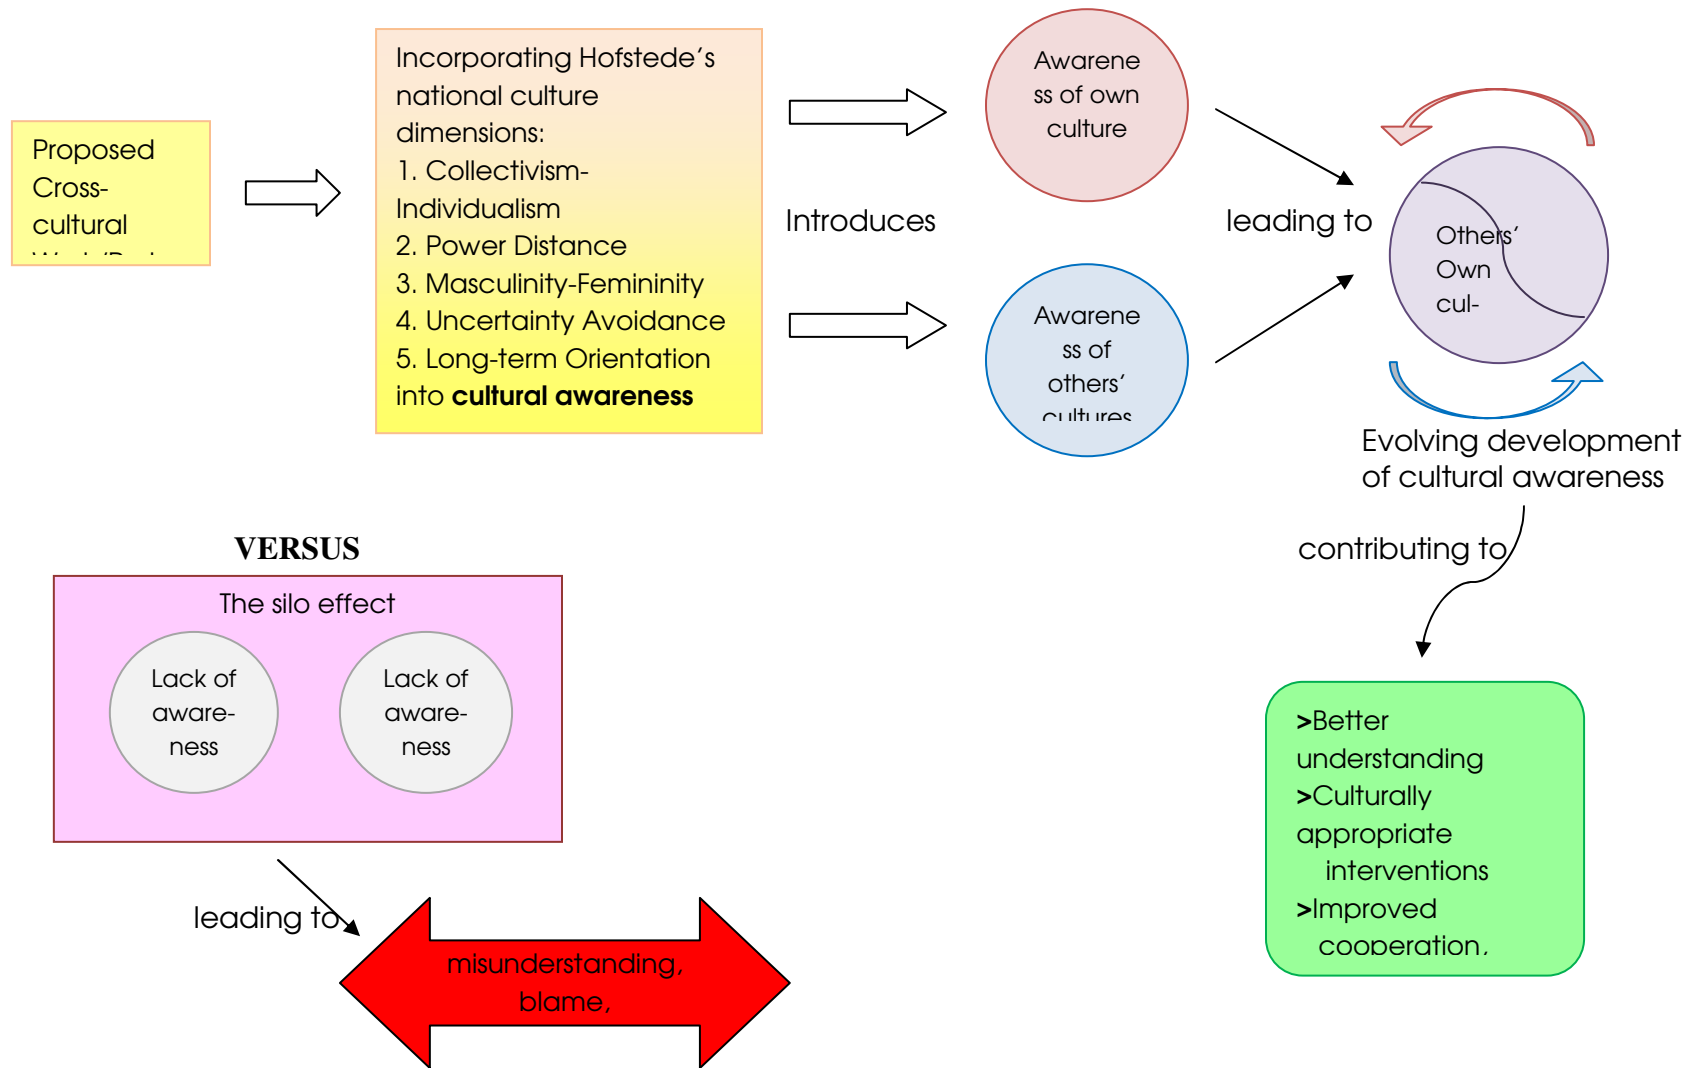 Proposed
Cross-
cultural
Incorporating Hofstede’s
national culture
dimensions:
1. Collectivism-
Individualism
2. Power Distance
3. Masculinity-Femininity
4. Uncertainty Avoidance
5. Long-term Orientation
into cultural awareness
Introduces
Awarene
ss of own
culture
Awarene
ss of
others’
cultures
leading to
Others’
Own
cul-
Evolving development
of cultural awareness
contributing to
>Better
understanding
>Culturally
appropriate
interventions
>Improved
cooperation,
VERSUS
The silo effect
Lack of
aware-
ness
Lack of
aware-
ness
leading to
misunderstanding,
blame,